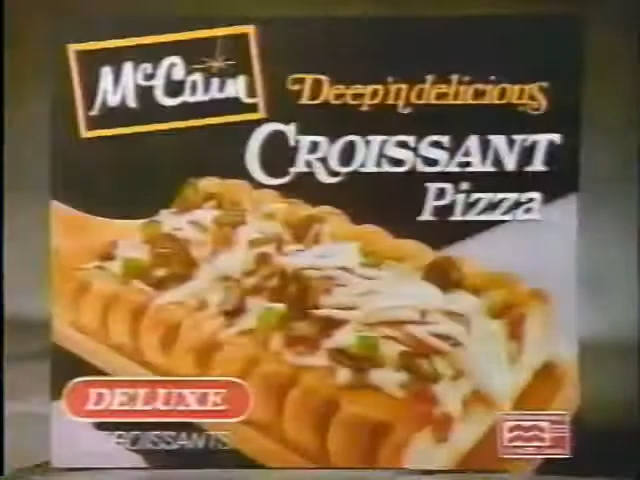 McCain
Deep'n delicious
CROISSANT
Pizza
DELUXE
CROISSANTS